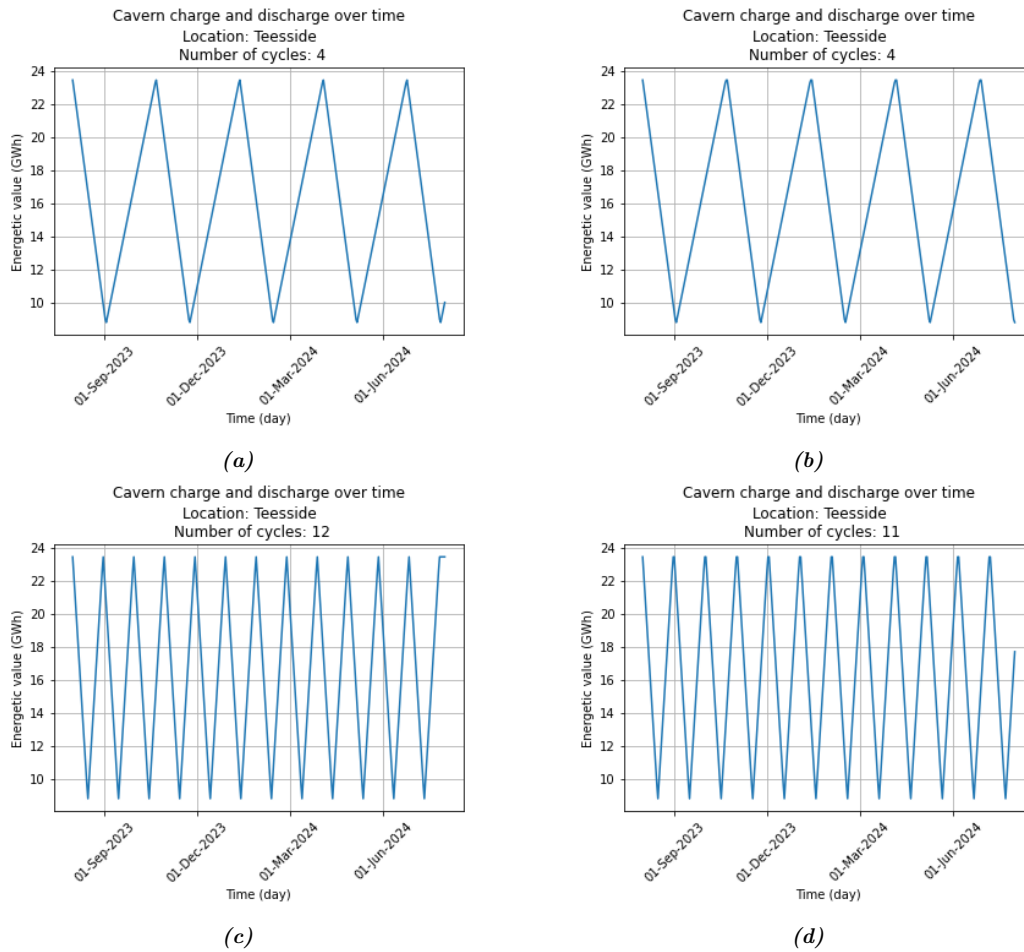 Cavern charge and discharge over time
Location: Teesside
Number of cycles: 4
24
22
20
18
16
14
12
10
Energetic value (GWh)
01-Sep-2023
01-Dec-2023
01-Mar-2024
01-Jun-2024
Time (day)
(a)
Cavern charge and discharge over time
Location: Teesside
Number of cycles: 4
24
22
20
18
16
14
12
10
Energetic value (GWh)
01-Sep-2023
01-Dec-2023
01-Mar-2024
01-Jun-2024
Time (day)
(b)
Cavern charge and discharge over time
Location: Teesside
Number of cycles: 12
24
22
20
18
16
14
12
10
Energetic value (GWh)
01-Sep-2023
01-Dec-2023
01-Mar-2024
01-Jun-2024
Time (day)
(c)
Cavern charge and discharge over time
Location: Teesside
Number of cycles: 11
24
22
20
18
16
14
12
10
Energetic value (GWh)
01-Sep-2023
01-Dec-2023
01-Mar-2024
01-Jun-2024
Time (day)
(d)